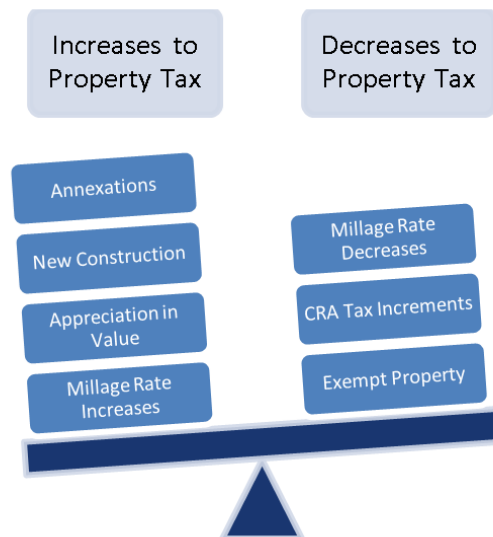 Increases to
Property Tax
Decreases to
Property Tax
Annexations
New Construction
Appreciation in
Value
Millage Rate
Increases
Millage Rate
Decreases
CRA Tax Increments
Exempt Property